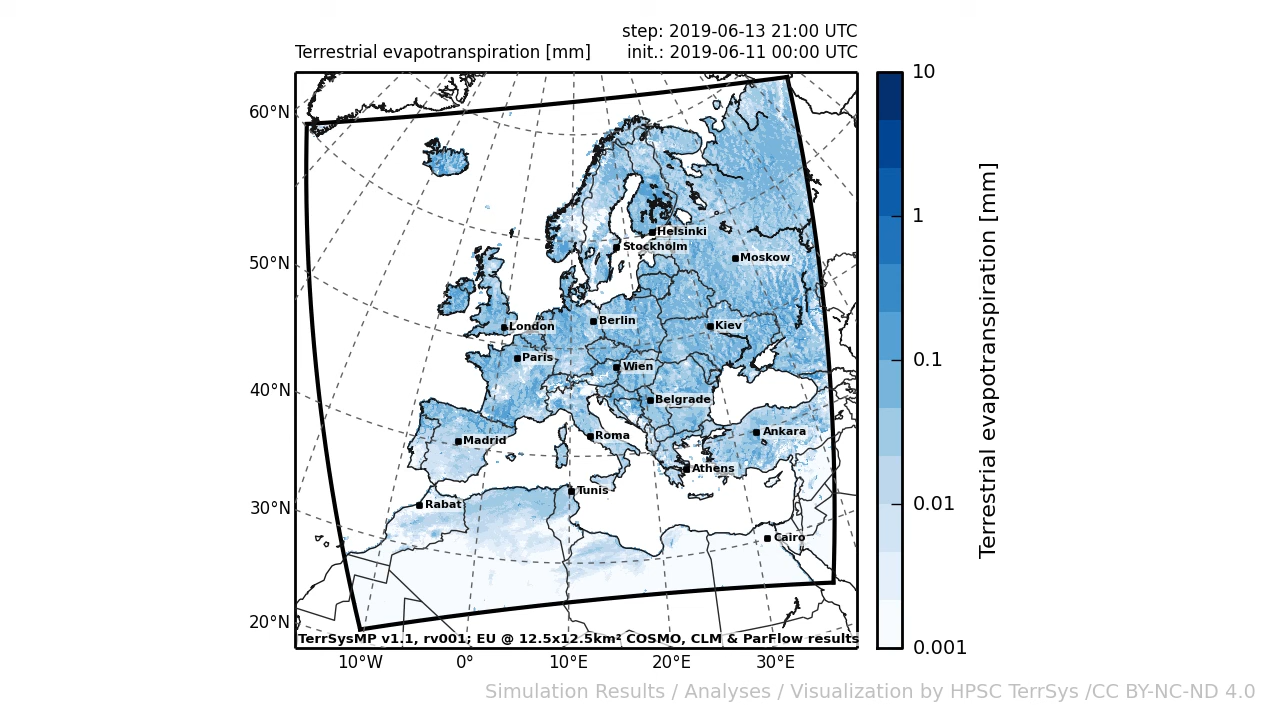 step: 2019-06-13 21:00 UTC
Terrestrial evapotranspiration [mm]
init.: 2019-06-11 00:00 UTC
60°N
50°N
40°N
30°N
20°N
Helsinki
Stockholm
Moskow
London
Berlin
Kiev
Paris
Wien
Belgrade
Madrid
Roma
Ankara
Athens
Tunis
Rabat
Cairo
TerrSysMP v1.1, rv001; EU @ 12.5x12.5km² COSMO, CLM & ParFlow results
10°W
0°
10°E
20°E
30°E
10
1
0.1
0.01
0.001
Terrestrial evapotranspiration [mm]
Simulation Results / Analyses / Visualization by HPSC TerrSys /CC BY-NC-ND 4.0